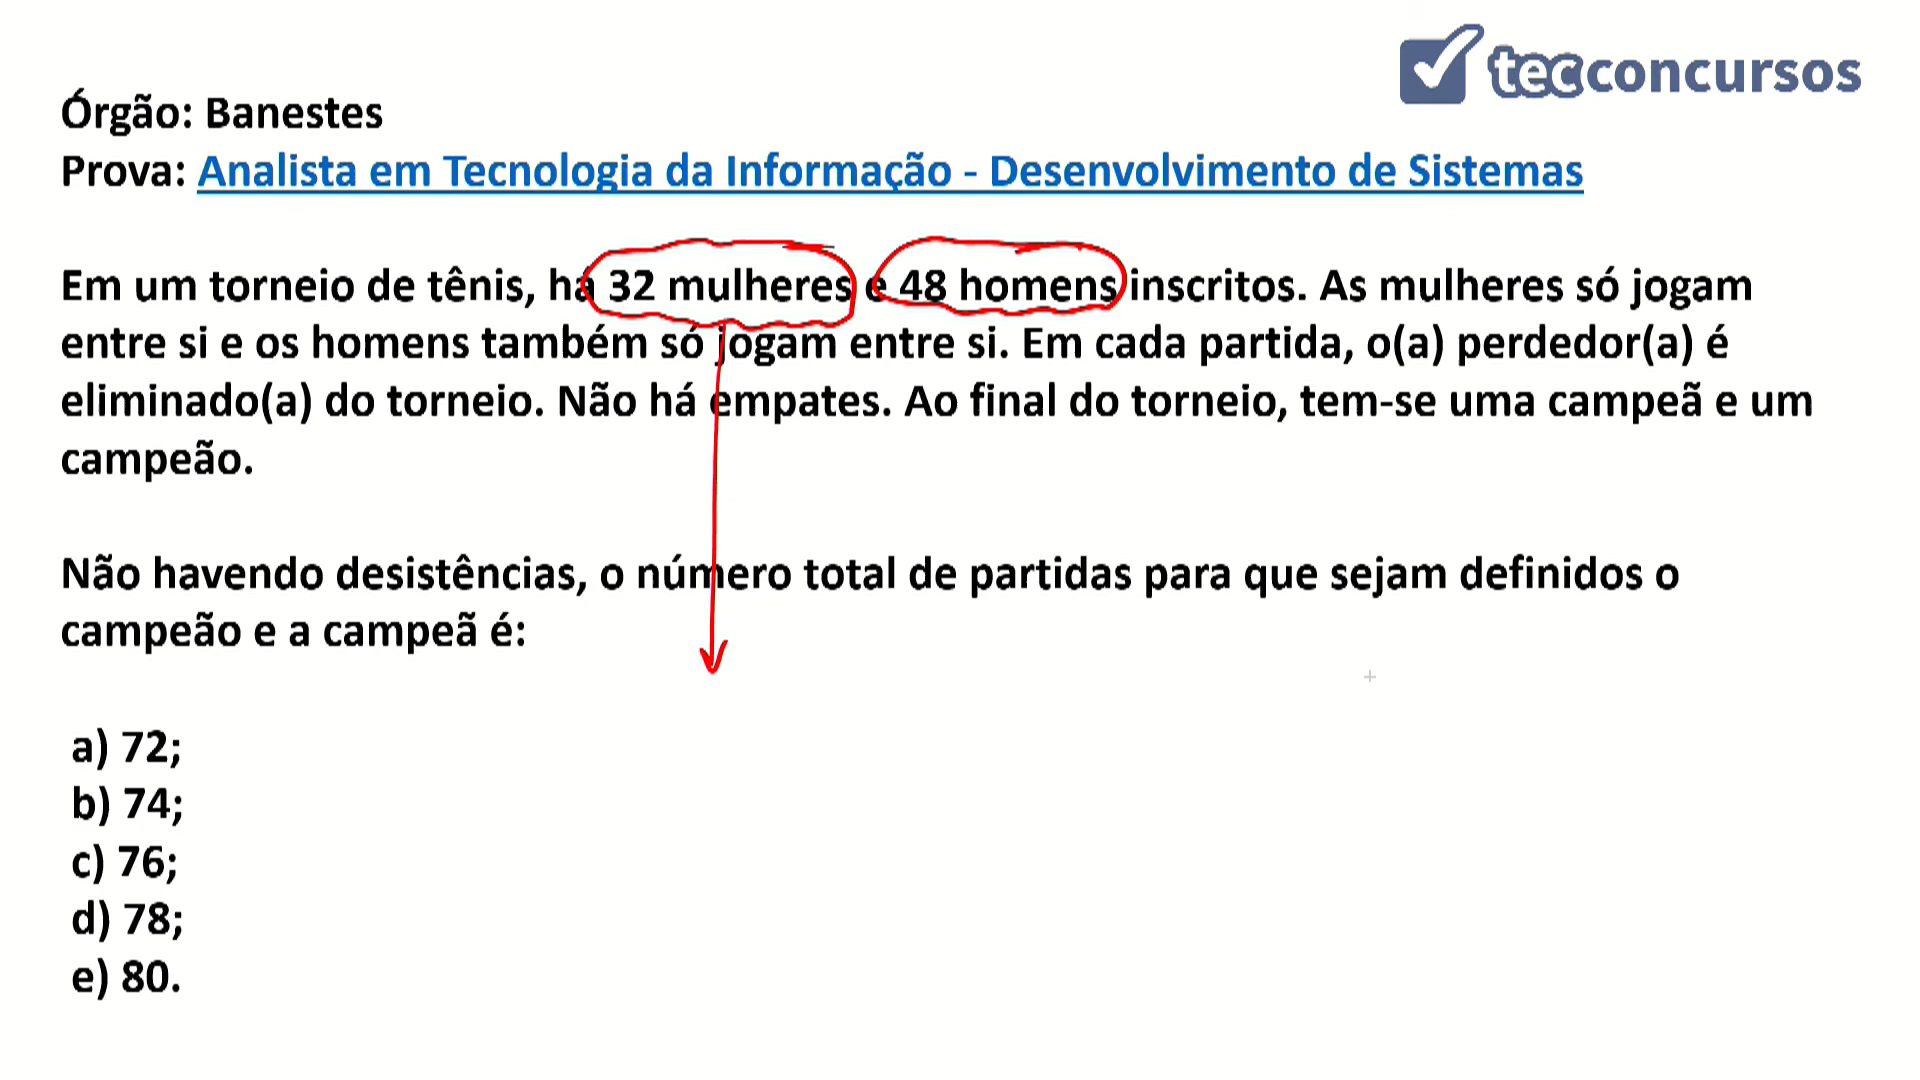 tecconcursos
Órgão: Banestes
Prova: Analista em Tecnologia da Informação - Desenvolvimento de Sistemas
Em um torneio de tênis, há 32 mulheres e 48 homens inscritos. As mulheres só jogam
entre si e os homens também só jogam entre si. Em cada partida, o(a) perdedor(a) é
eliminado(a) do torneio. Não há empates. Ao final do torneio, tem-se uma campeã e um
campeão.
Não havendo desistências, o número total de partidas para que sejam definidos o
campeão e a campeã é:
a) 72;
b) 74;
c) 76;
d) 78;
e) 80.